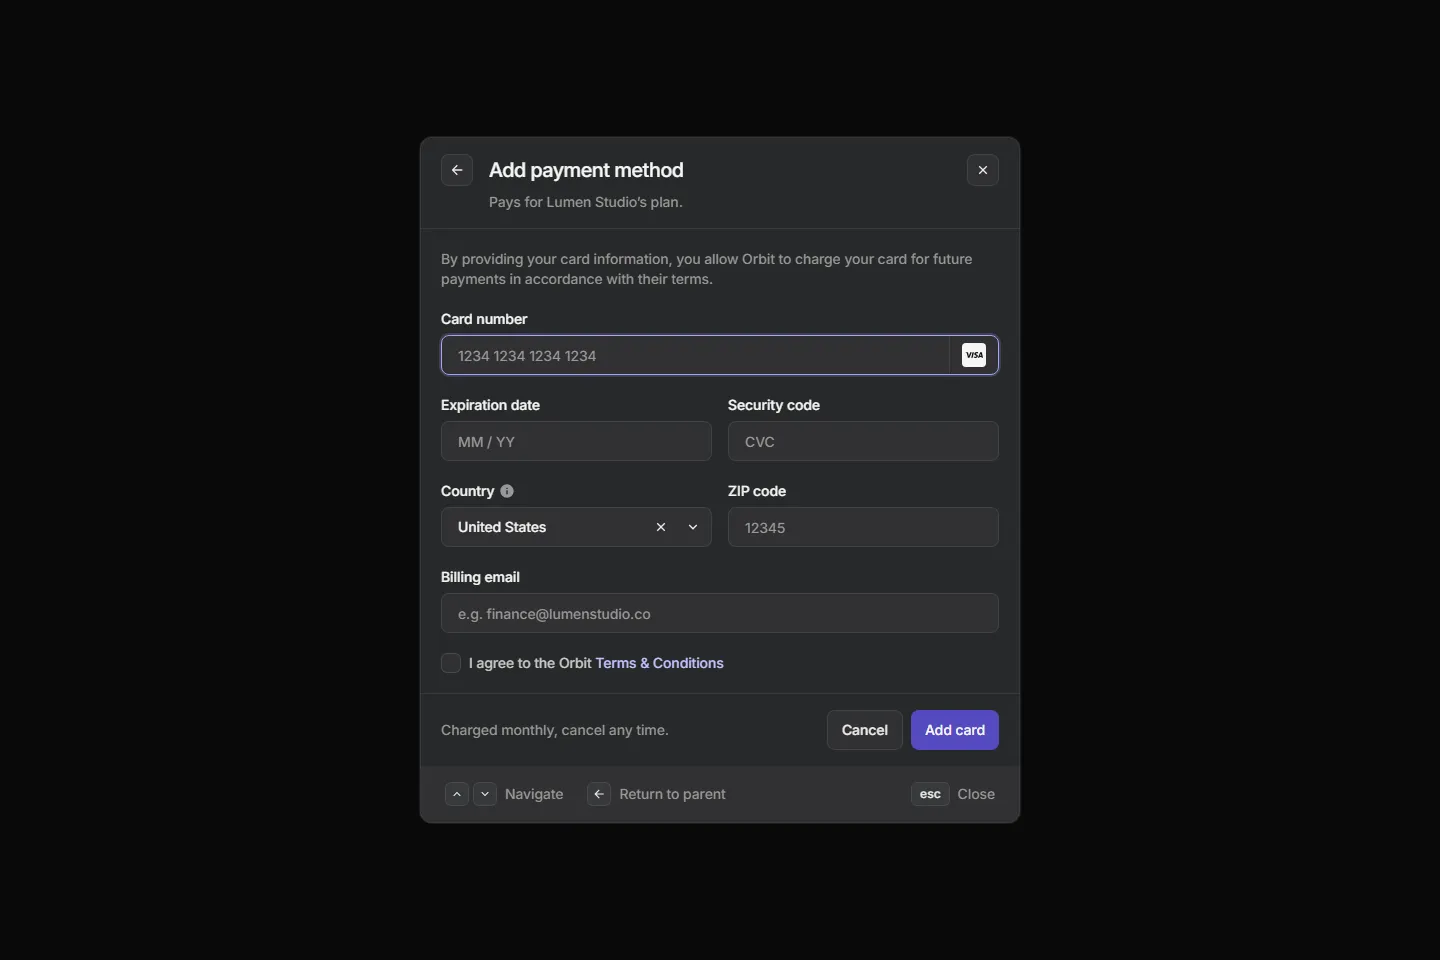 Add payment method
Pays for Lumen Studio’s plan.
By providing your card information, you allow Orbit to charge your card for future
payments in accordance with their terms.
Card number
1234 1234 1234 1234
VISA
Expiration date
Security code
MM / YY
CVC
Country
ZIP code
United States
12345
Billing email
e.g. finance@lumenstudio.co
I agree to the Orbit Terms & Conditions
Charged monthly, cancel any time.
Cancel
Add card
Navigate
Return to parent
esc
Close